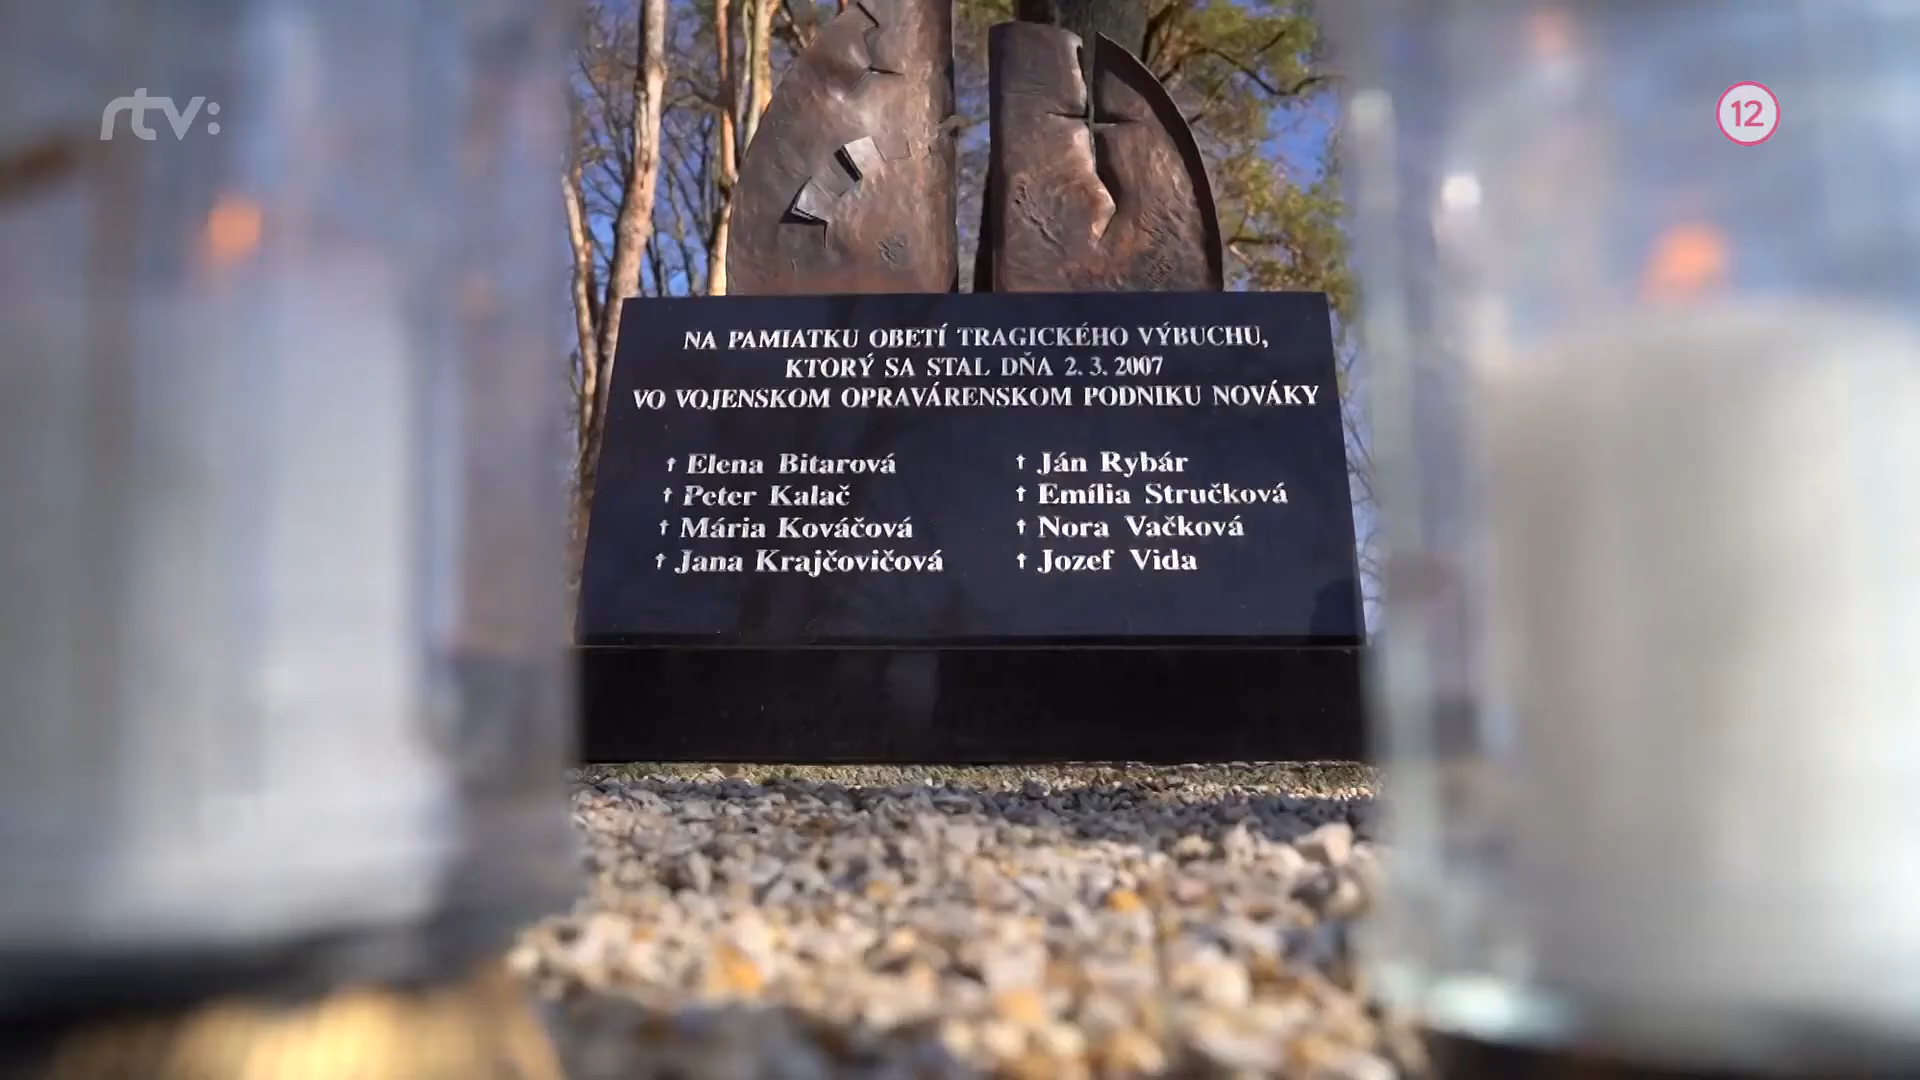 rtv:
12
NA PAMIATKU OBETÍ TRAGICKÉHO VÝBUCHU,
KTORÝ SA STAL DŇA 2. 3. 2007
VO VOJENSKOM OPRAVÁRENSKOM PODNIKU NOVÁKY
† Elena Bitarová
† Peter Kalač
† Mária Kováčová
† Jana Krajčovičová
† Ján Rybár
† Emília Stručková
† Nora Vačková
† Jozef Vida